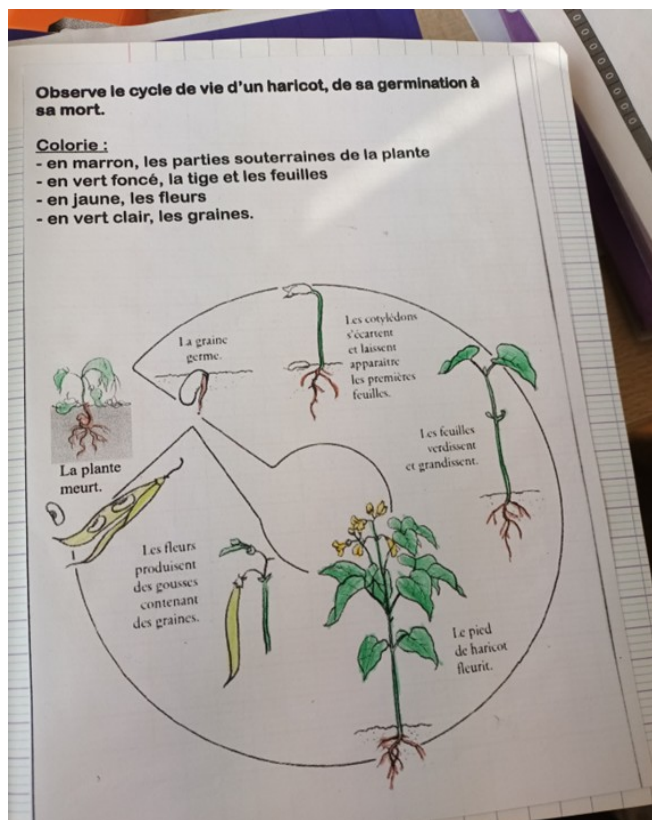 Observe le cycle de vie d'un haricot, de sa germination à
sa mort.
Colorie :
- en marron, les parties souterraines de la plante
- en vert foncé, la tige et les feuilles
- en jaune, les fleurs
- en vert clair, les graines.
La graine
germe.
Les cotylédons
s'écartent
et laissent
apparaître
les premières
feuilles.
Les feuilles
verdissent
et grandissent.
Le pied
de haricot
fleurit.
Les fleurs
produisent
des gousses
contenant
des graines.
La plante
meurt.